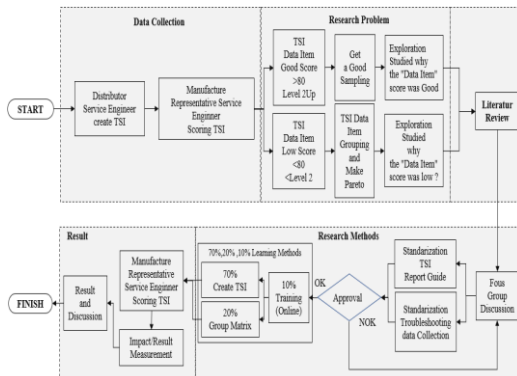 Data Collection
Research Problem
START
Distributor
Service Engineer
create TSI
Manufacture
Representative Service
Enginner
Scoring TSI
TSI
Data Item
Good Score
>80
Level 2Up
Get
a Good
Sampling
Exploration
Studied why
the "Data Item"
score was Good
TSI
Data Item
Low Score
<80
<Level 2
TSI Data
Item
Grouping
and
Make
Pareto
Exploration
Studied
why
the "Data Item"
score was low ?
Literatur
Review
Result
Research Methods
FINISH
Result
and
Discussion
Manufacture
Representative
Service Enginner
Scoring TSI
Impact/Result
Measurement
70%,20% ,10% Learning Methods
70%
Create TSI
20%
Group Matrix
10%
Training
(Online)
OK
Approval
NOK
Standarization
TSI
Report Guide
Standarization
Troubleshooting
data Collection
Fous
Group
Discussion